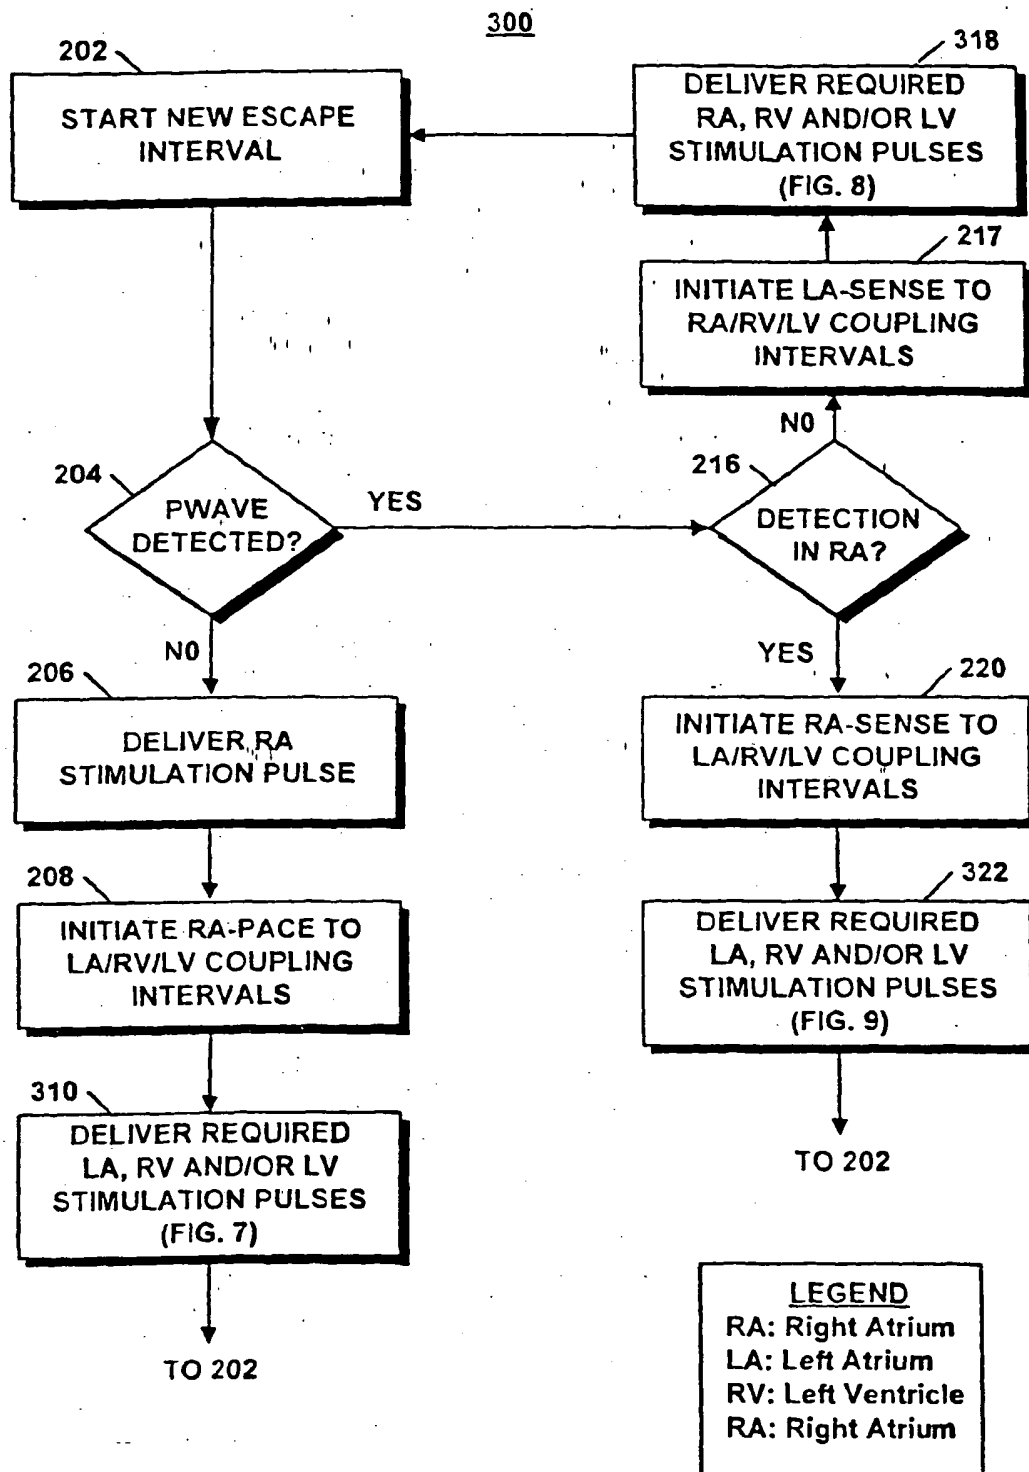 300
202
START NEW ESCAPE
INTERVAL
318
DELIVER REQUIRED
RA, RV AND/OR LV
STIMULATION PULSES
(FIG. 8)
217
INITIATE LA-SENSE TO
RA/RV/LV COUPLING
INTERVALS
NO
204
PWAVE
DETECTED?
YES
216
DETECTION
IN RA?
NO
YES
206
DELIVER RA
STIMULATION PULSE
220
INITIATE RA-SENSE TO
LA/RV/LV COUPLING
INTERVALS
208
INITIATE RA-PACE TO
LA/RV/LV COUPLING
INTERVALS
322
DELIVER REQUIRED
LA, RV AND/OR LV
STIMULATION PULSES
(FIG. 9)
310
DELIVER REQUIRED
LA, RV AND/OR LV
STIMULATION PULSES
(FIG. 7)
TO 202
TO 202
LEGEND
RA: Right Atrium
LA: Left Atrium
RV: Left Ventricle
RA: Right Atrium